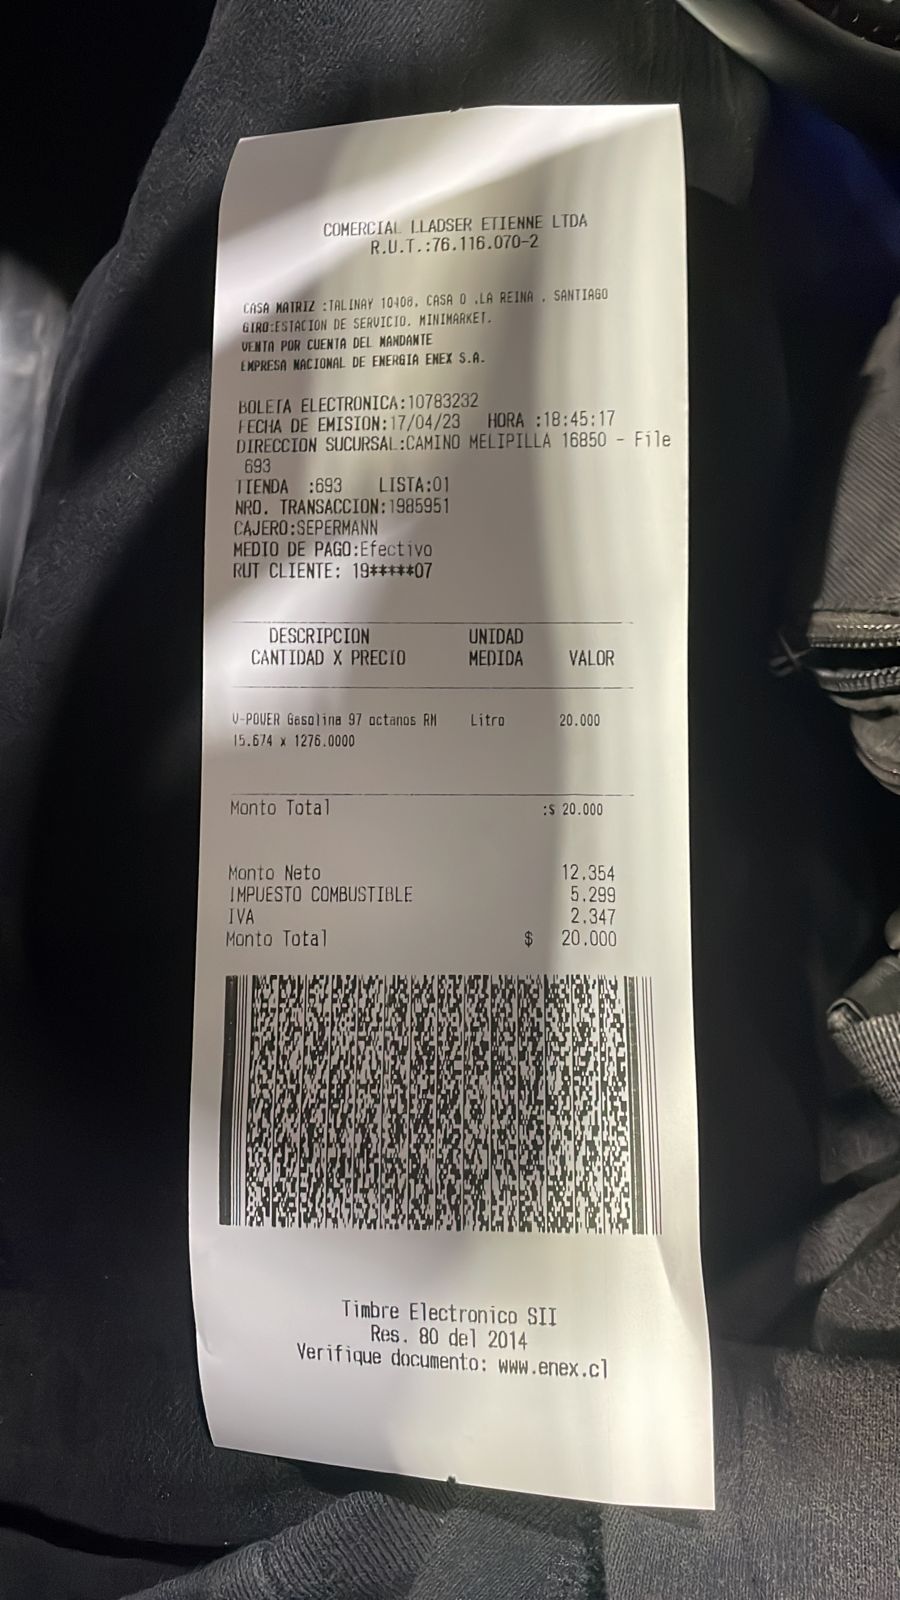 COMERCIAL LLADSER ETIENNE LTDA
R.U.T.:76.116.070-2
CASA MATRIZ :TALINAY 10408, CASA O ,LA REINA , SANTIAGO
GIRO:ESTACION DE SERVICIO, MINIMARKET.
VENTA POR CUENTA DEL MANDANTE
EMPRESA NACIONAL DE ENERGIA ENEX S.A.
BOLETA ELECTRONICA:10783232
FECHA DE EMISION:17/04/23 HORA :18:45:17
DIRECCION SUCURSAL:CAMINO MELIPILLA 16850 - File
693
TIENDA :693 LISTA:01
NRO. TRANSACCION:1985951
CAJERO:SEPERMANN
MEDIO DE PAGO:Efectivo
RUT CLIENTE: 19*****07
DESCRIPCION UNIDAD
CANTIDAD X PRECIO MEDIDA VALOR
V-POWER Gasolina 97 octanos RM Litro 20.000
15.674 x 1276.0000
Monto Total :$ 20.000
Monto Neto 12.354
IMPUESTO COMBUSTIBLE 5.299
IVA 2.347
Monto Total $ 20.000
Timbre Electronico SII
Res. 80 del 2014
Verifique documento: www.enex.cl